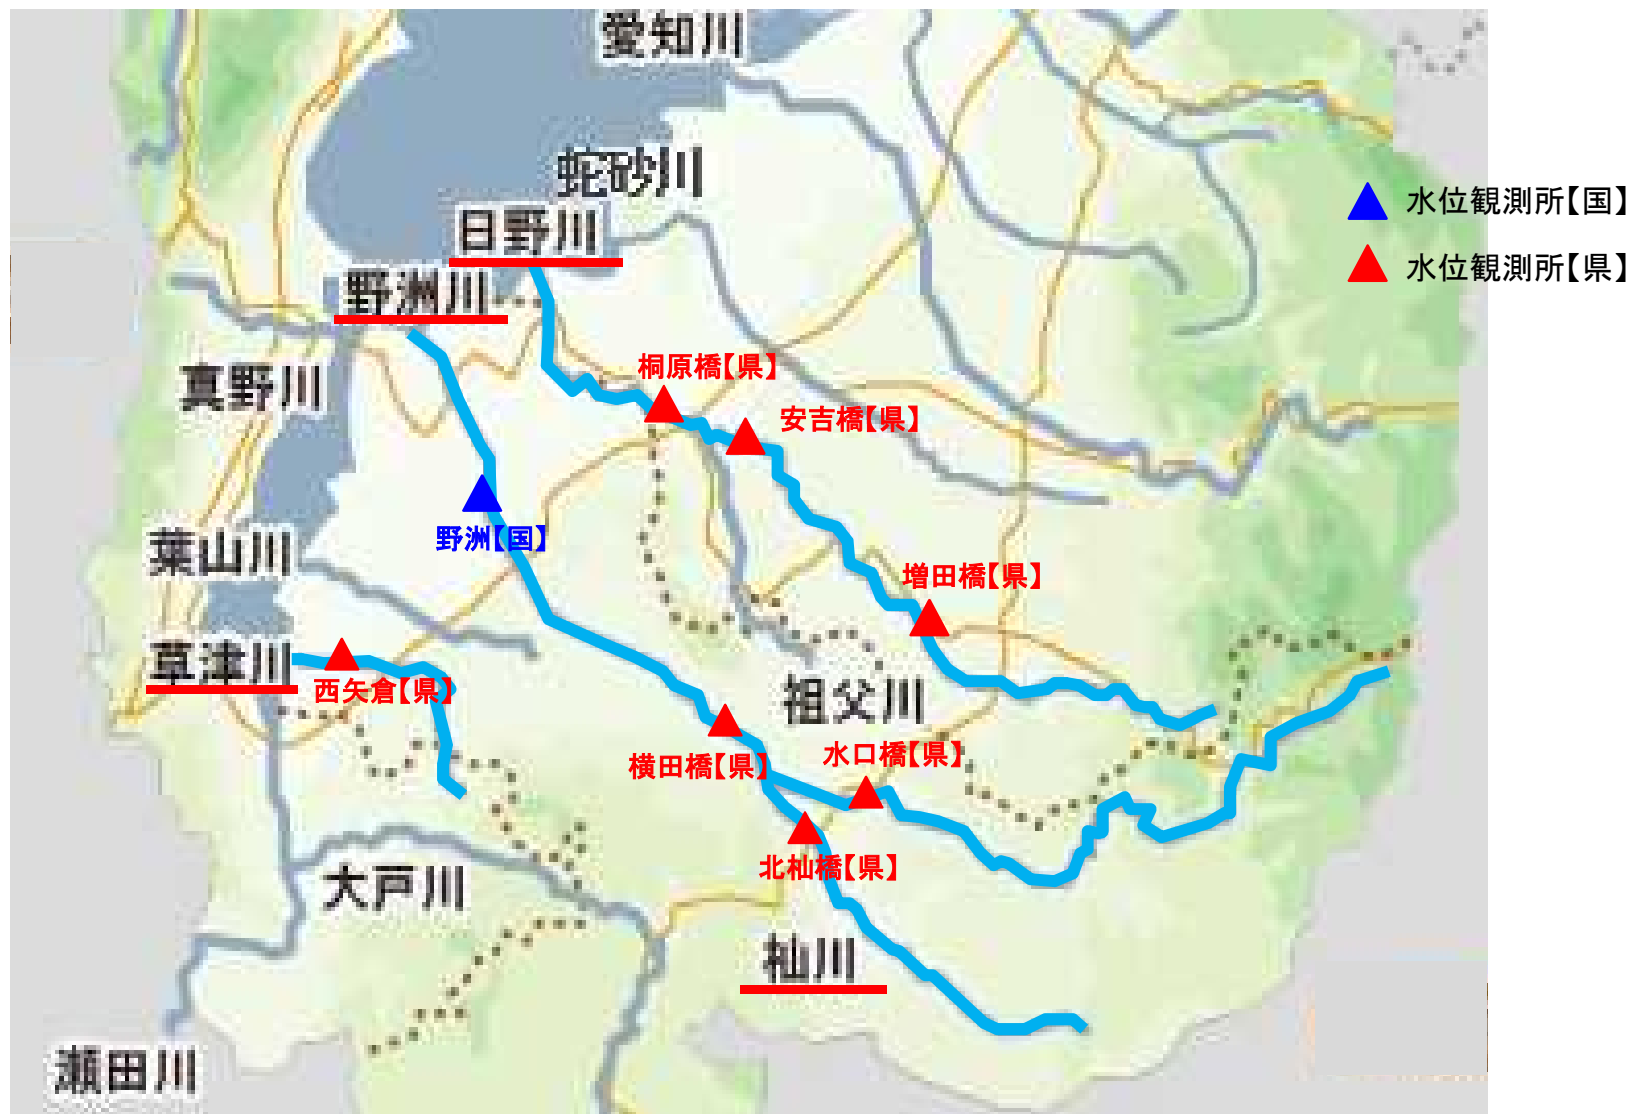 愛知川
蛇砂川
水位観測所【国】
日野川
水位観測所【県】
野洲川
桐原橋【県】
真野川
安吉橋【県】
野洲【国】
葉山川
増田橋【県】
草津川
西矢倉【県】
祖父川
水口橋【県】
横田橋【県】
北杣橋【県】
大戸川
杣川
瀬田川